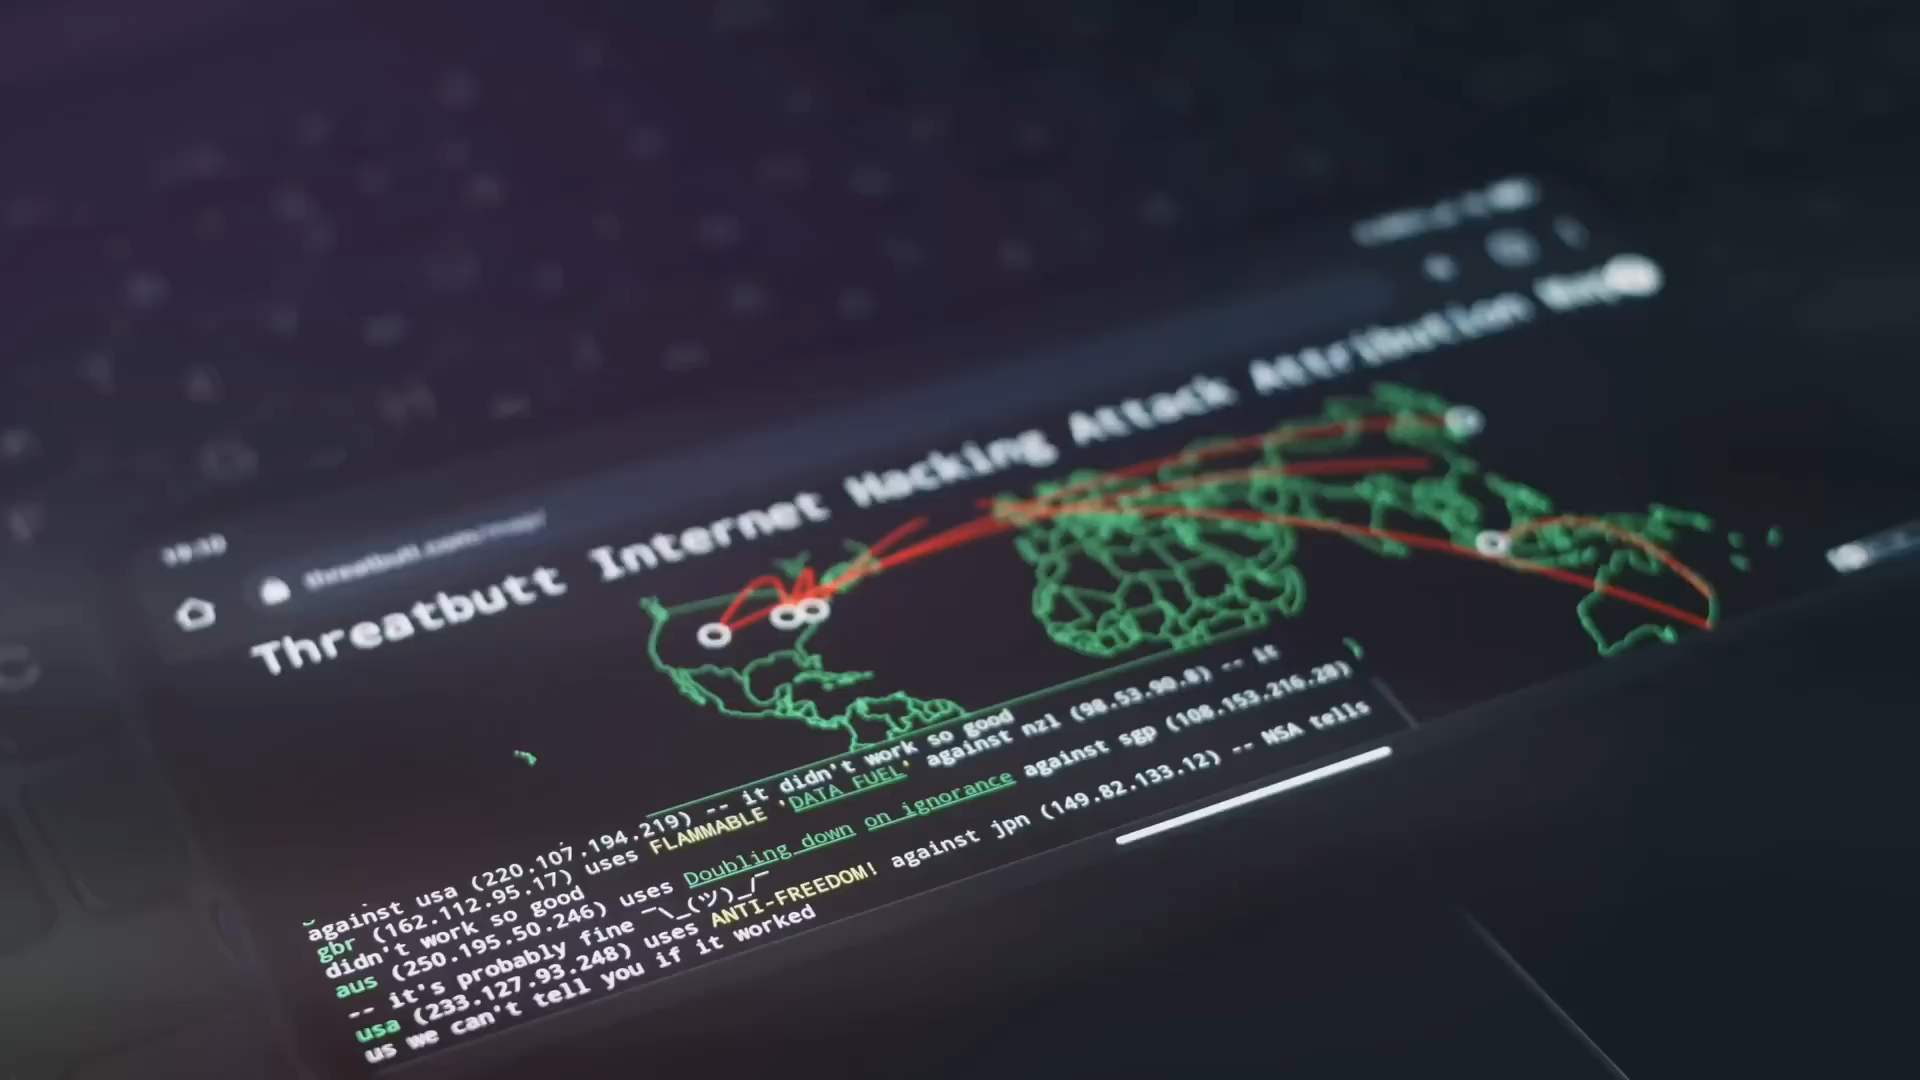 threatbutt.com/map/
Threatbutt Internet Hacking Attack Attribution Map
against usa (220.107.194.219) -- it didn't work so good
gbr (162.112.95.17) uses FLAMMABLE 'DATA FUEL' against nzl (98.53.90.8) -- it
didn't work so good
aus (250.195.50.246) uses Doubling down on ignorance against sgp (108.153.216.28)
-- it's probably fine ¯\_(ツ)_/¯
usa (233.127.93.248) uses ANTI-FREEDOM! against jpn (149.82.133.12) -- NSA tells
us we can't tell you if it worked